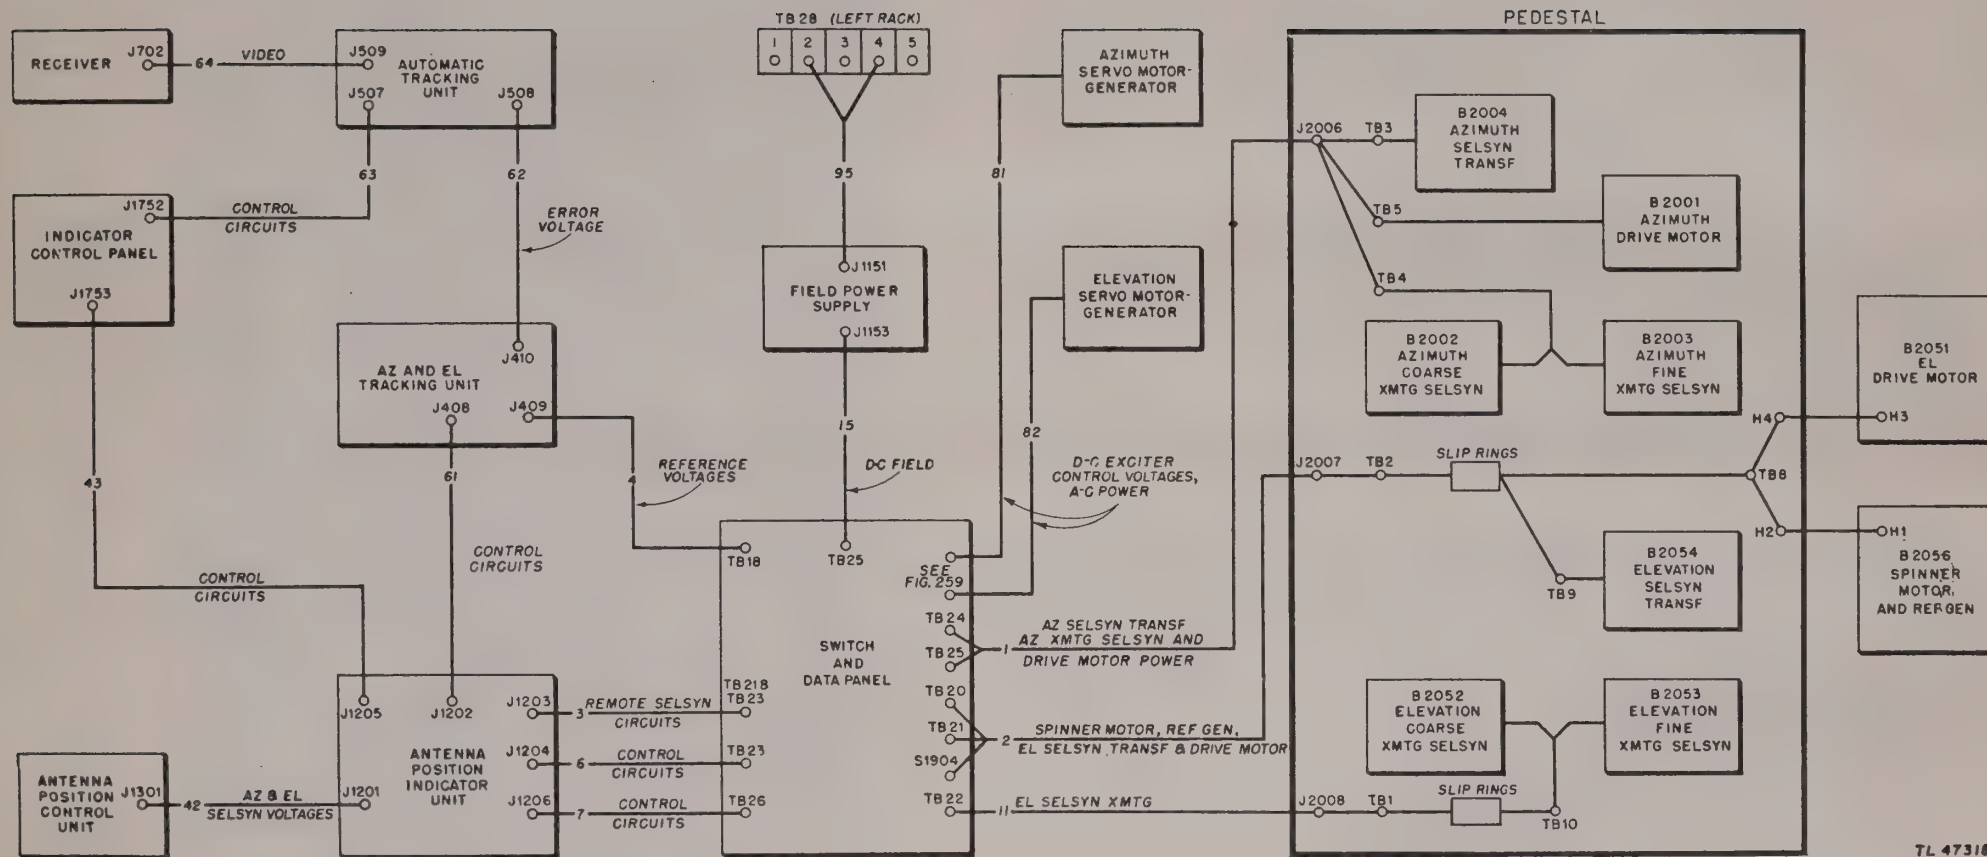 TB28 (LEFT RACK)
1 2 3 4 5
PEDESTAL
RECEIVER
J702
64
VIDEO
J509
AUTOMATIC
TRACKING
UNIT
J507
J508
63
62
ERROR
VOLTAGE
J1752
CONTROL
CIRCUITS
INDICATOR
CONTROL PANEL
J1753
43
CONTROL
CIRCUITS
J410
AZ AND EL
TRACKING UNIT
J408
J409
61
CONTROL
CIRCUITS
4
REFERENCE
VOLTAGES
95
J1151
FIELD POWER
SUPPLY
J1153
15
D-C FIELD
AZIMUTH
SERVO MOTOR-
GENERATOR
81
ELEVATION
SERVO MOTOR-
GENERATOR
82
D-C EXCITER
CONTROL VOLTAGES,
A-C POWER
ANTENNA
POSITION
CONTROL
UNIT
J1301
42
AZ & EL
SELSYN VOLTAGES
J1201
J1205
J1202
J1203
J1204
J1206
ANTENNA
POSITION
INDICATOR
UNIT
3
REMOTE SELSYN
CIRCUITS
6
CONTROL
CIRCUITS
7
CONTROL
CIRCUITS
TB18
TB25
SEE
FIG. 259
SWITCH
AND
DATA PANEL
TB218
TB23
TB23
TB26
TB24
TB25
TB20
TB21
S1904
TB22
1
AZ SELSYN TRANSF
AZ XMTG SELSYN AND
DRIVE MOTOR POWER
2
SPINNER MOTOR, REF GEN,
EL SELSYN TRANSF & DRIVE MOTOR
11
EL SELSYN XMTG
J2006
TB3
B2004
AZIMUTH
SELSYN
TRANSF
TB5
B2001
AZIMUTH
DRIVE MOTOR
TB4
B2002
AZIMUTH
COARSE
XMTG SELSYN
B2003
AZIMUTH
FINE
XMTG SELSYN
J2007
TB2
SLIP RINGS
TB8
H4
H2
TB9
B2054
ELEVATION
SELSYN
TRANSF
B2052
ELEVATION
COARSE
XMTG SELSYN
B2053
ELEVATION
FINE
XMTG SELSYN
J2008
TB1
SLIP RINGS
TB10
B2051
EL
DRIVE MOTOR
H3
H1
B2056
SPINNER
MOTOR,
AND REF GEN